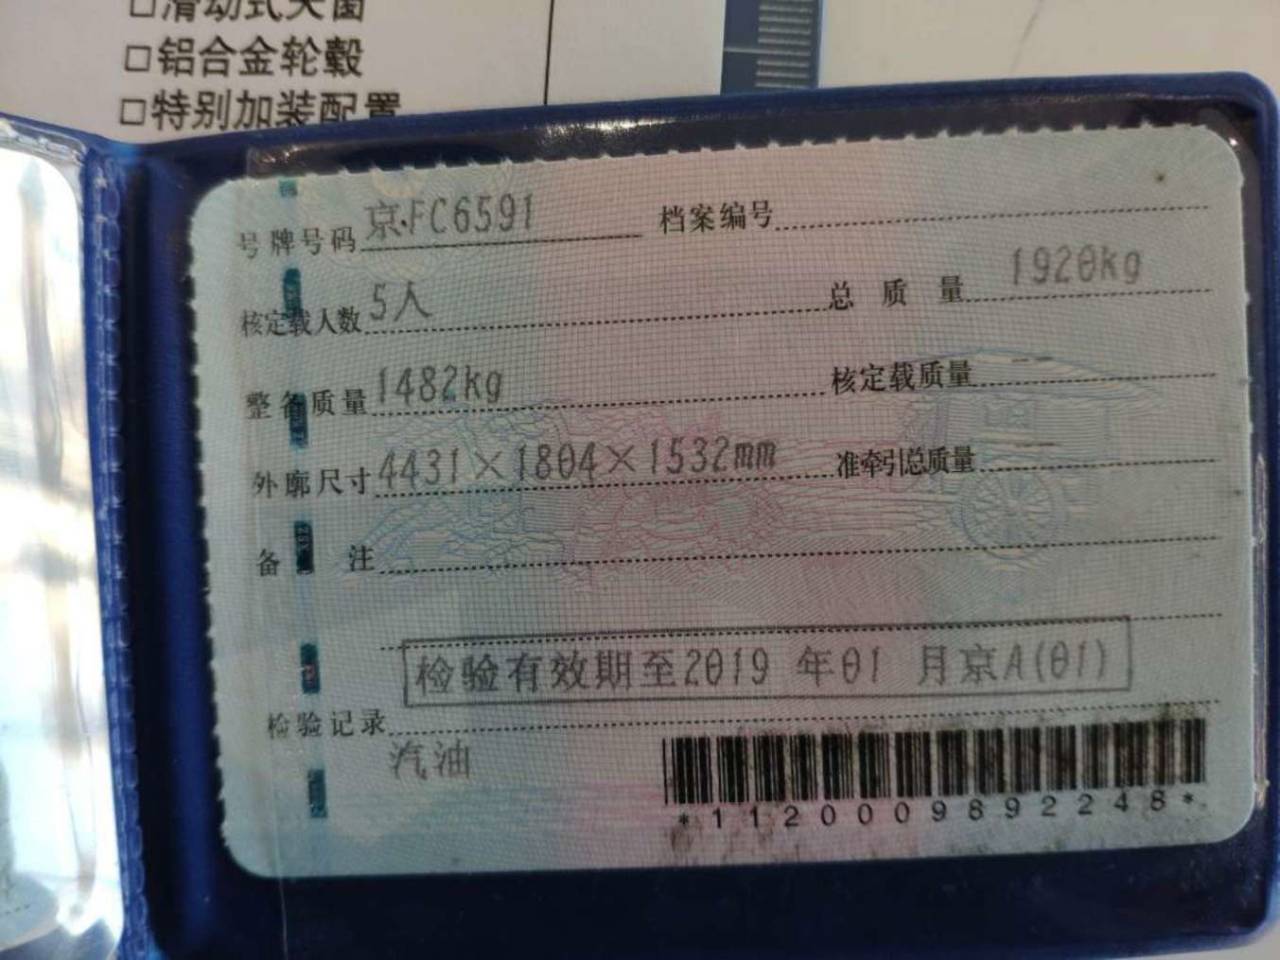 □滑动式天窗
□铝合金轮毂
□特别加装配置
号牌号码 京·FC6591 档案编号
核定载人数 5人 总质量 1920kg
整备质量 1482kg 核定载质量 --
外廓尺寸 4431×1804×1532mm 准牵引总质量 --
备注
检验有效期至2019 年01 月京A(01)
检验记录
汽油
*1120009892248*